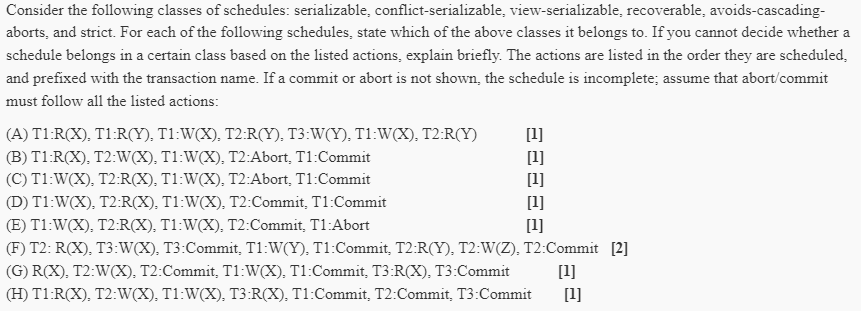 Consider the following classes of schedules: serializable, conflict-serializable, view-serializable, recoverable, avoids-cascading-
aborts, and strict. For each of the following schedules, state which of the above classes it belongs to. If you cannot decide whether a
schedule belongs in a certain class based on the listed actions, explain briefly. The actions are listed in the order they are scheduled,
and prefixed with the transaction name. If a commit or abort is not shown, the schedule is incomplete; assume that abort/commit
must follow all the listed actions:
(A) T1:R(X), T1:R(Y), T1:W(X), T2:R(Y), T3:W(Y), T1:W(X), T2:R(Y) [1]
(B) T1:R(X), T2:W(X), T1:W(X), T2:Abort, T1:Commit [1]
(C) T1:W(X), T2:R(X), T1:W(X), T2:Abort, T1:Commit [1]
(D) T1:W(X), T2:R(X), T1:W(X), T2:Commit, T1:Commit [1]
(E) T1:W(X), T2:R(X), T1:W(X), T2:Commit, T1:Abort [1]
(F) T2: R(X), T3:W(X), T3:Commit, T1:W(Y), T1:Commit, T2:R(Y), T2:W(Z), T2:Commit [2]
(G) R(X), T2:W(X), T2:Commit, T1:W(X), T1:Commit, T3:R(X), T3:Commit [1]
(H) T1:R(X), T2:W(X), T1:W(X), T3:R(X), T1:Commit, T2:Commit, T3:Commit [1]